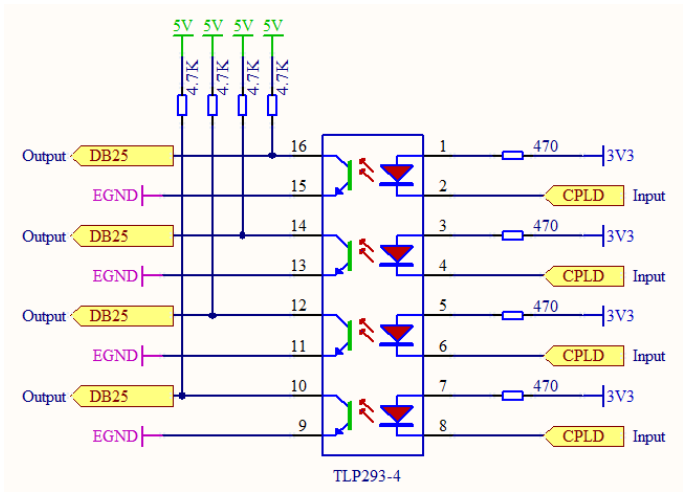 5V 5V 5V 5V
4.7K 4.7K 4.7K 4.7K
Output DB25 16 1 470 3V3
EGND 15 2 CPLD Input
Output DB25 14 3 470 3V3
EGND 13 4 CPLD Input
Output DB25 12 5 470 3V3
EGND 11 6 CPLD Input
Output DB25 10 7 470 3V3
EGND 9 8 CPLD Input
TLP293-4